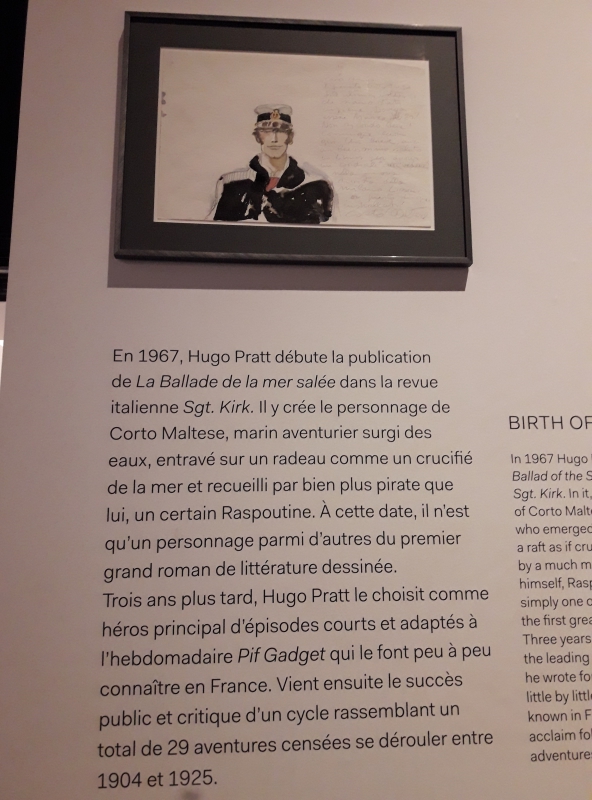 En 1967, Hugo Pratt débute la publication
de La Ballade de la mer salée dans la revue
italienne Sgt. Kirk. Il y crée le personnage de
Corto Maltese, marin aventurier surgi des
eaux, entravé sur un radeau comme un crucifié
de la mer et recueilli par bien plus pirate que
lui, un certain Raspoutine. À cette date, il n'est
qu'un personnage parmi d'autres du premier
grand roman de littérature dessinée.
Trois ans plus tard, Hugo Pratt le choisit comme
héros principal d'épisodes courts et adaptés à
l'hebdomadaire Pif Gadget qui le font peu à peu
connaître en France. Vient ensuite le succès
public et critique d'un cycle rassemblant un
total de 29 aventures censées se dérouler entre
1904 et 1925.
BIRTH OF
In 1967 Hugo
Ballad of the S
Sgt. Kirk. In it,
of Corto Malt
who emerged
a raft as if cru
by a much m
himself, Rasp
simply one o
the first grea
Three years
the leading
he wrote fo
little by littl
known in F
acclaim fo
adventure